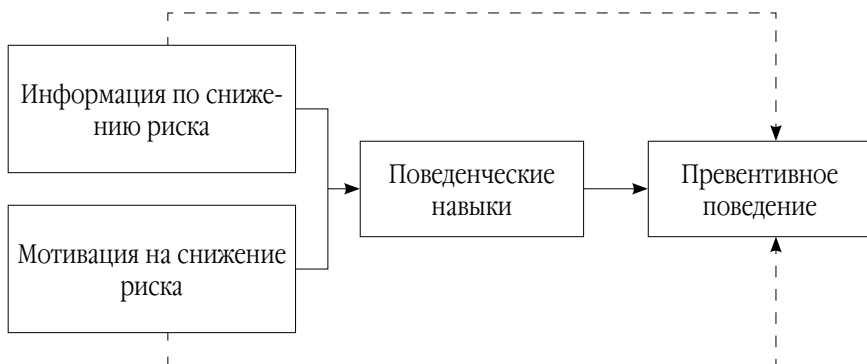 Информация по сниже-
нию риска
Мотивация на снижение
риска
Поведенческие
навыки
Превентивное
поведение